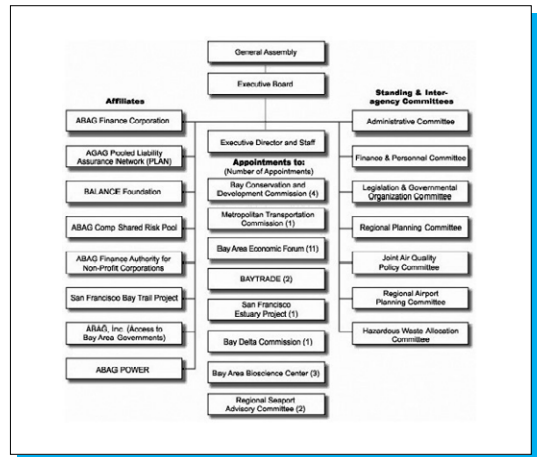 General Assembly
Executive Board
Affiliates
ABAG Finance Corporation
AGAG Pooled Liability
Assurance Network (PLAN)
BALANCE Foundation
ABAG Comp Shared Risk Pool
ABAG Finance Authority for
Non-Profit Corporations
San Francisco Bay Trail Project
ABAG, Inc. (Access to
Bay Area Governments)
ABAG POWER
Executive Director and Staff
Appointments to:
(Number of Appointments)
Bay Conservation and
Development Commission (4)
Metropolitan Transportation
Commission (1)
Bay Area Economic Forum (11)
BAYTRADE (2)
San Francisco
Estuary Project (1)
Bay Delta Commission (1)
Bay Area Bioscience Center (3)
Regional Seaport
Advisory Committee (2)
Standing & Inter-
agency Committees
Administrative Committee
Finance & Personnel Committee
Legislation & Governmental
Organization Committee
Regional Planning Committee
Joint Air Quality
Policy Committee
Regional Airport
Planning Committee
Hazardous Waste Allocation
Committee